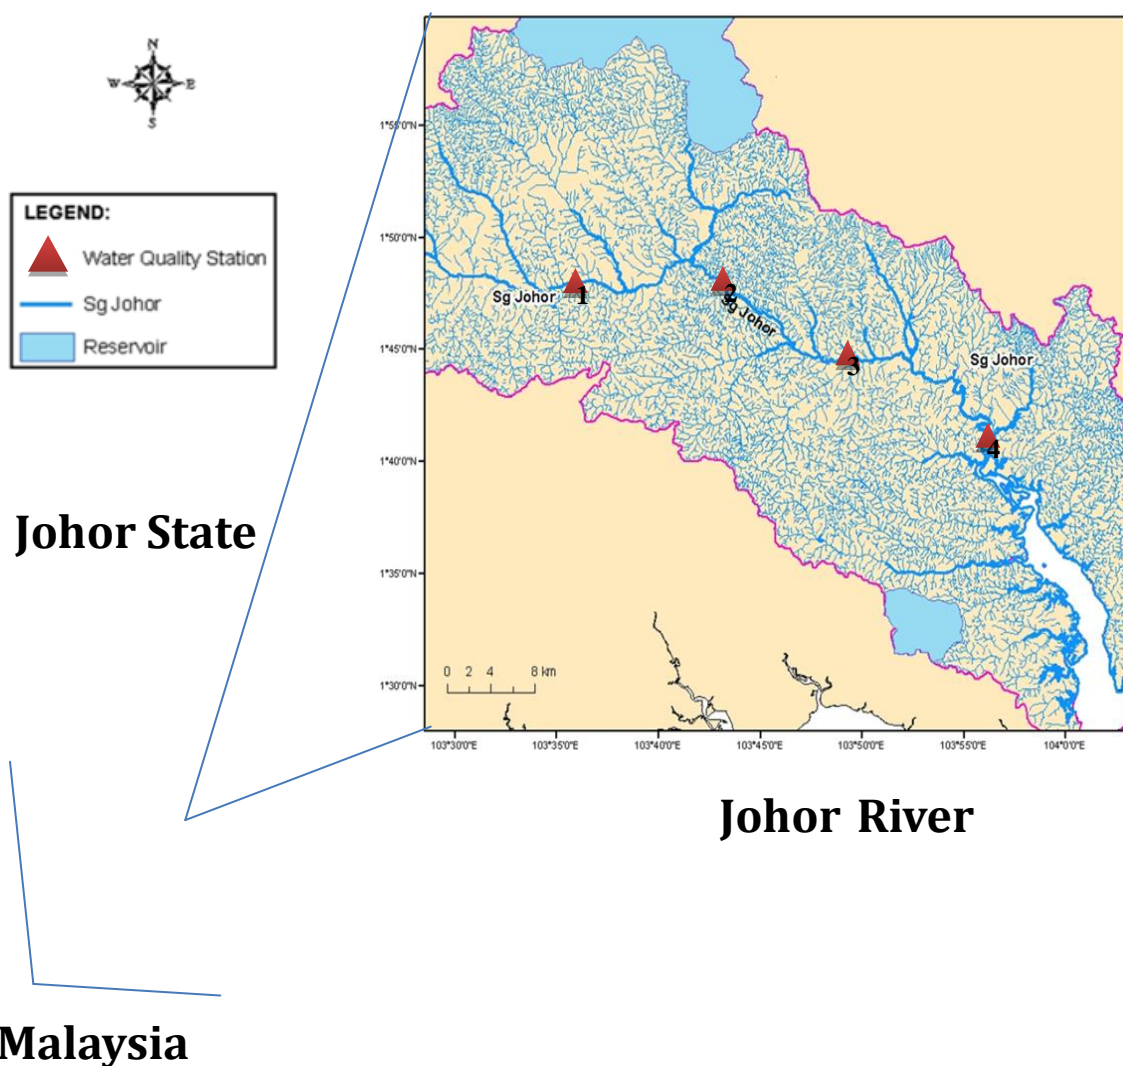 N
W E
S
LEGEND:
Water Quality Station
Sg Johor
Reservoir
Johor State
Malaysia
1°55'0"N
1°50'0"N
1°45'0"N
1°40'0"N
1°35'0"N
1°30'0"N
Sg Johor
1
2
Sg Johor
3
Sg Johor
4
0 2 4 8 km
103°30'0"E 103°35'0"E 103°40'0"E 103°45'0"E 103°50'0"E 103°55'0"E 104°0'0"E
Johor River